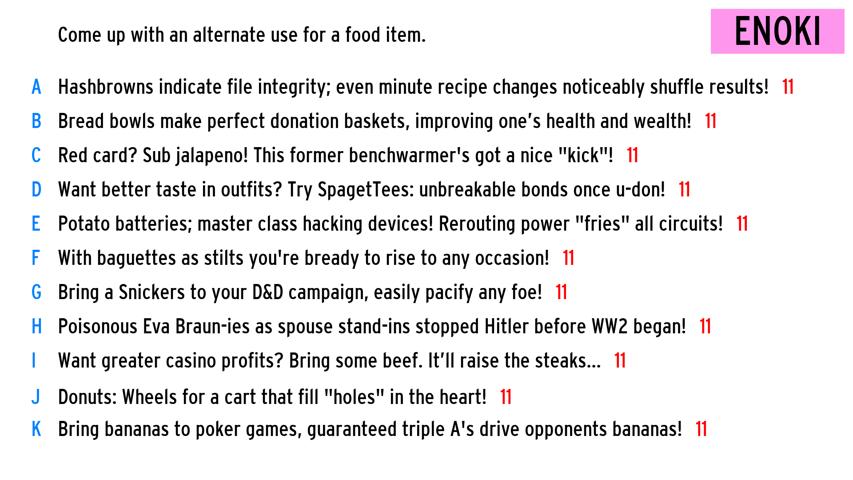 Come up with an alternate use for a food item.
ENOKI
A Hashbrowns indicate file integrity; even minute recipe changes noticeably shuffle results! 11
B Bread bowls make perfect donation baskets, improving one’s health and wealth! 11
C Red card? Sub jalapeno! This former benchwarmer's got a nice "kick"! 11
D Want better taste in outfits? Try SpagetTees: unbreakable bonds once u-don! 11
E Potato batteries; master class hacking devices! Rerouting power "fries" all circuits! 11
F With baguettes as stilts you're bready to rise to any occasion! 11
G Bring a Snickers to your D&D campaign, easily pacify any foe! 11
H Poisonous Eva Braun-ies as spouse stand-ins stopped Hitler before WW2 began! 11
I Want greater casino profits? Bring some beef. It’ll raise the steaks... 11
J Donuts: Wheels for a cart that fill "holes" in the heart! 11
K Bring bananas to poker games, guaranteed triple A's drive opponents bananas! 11